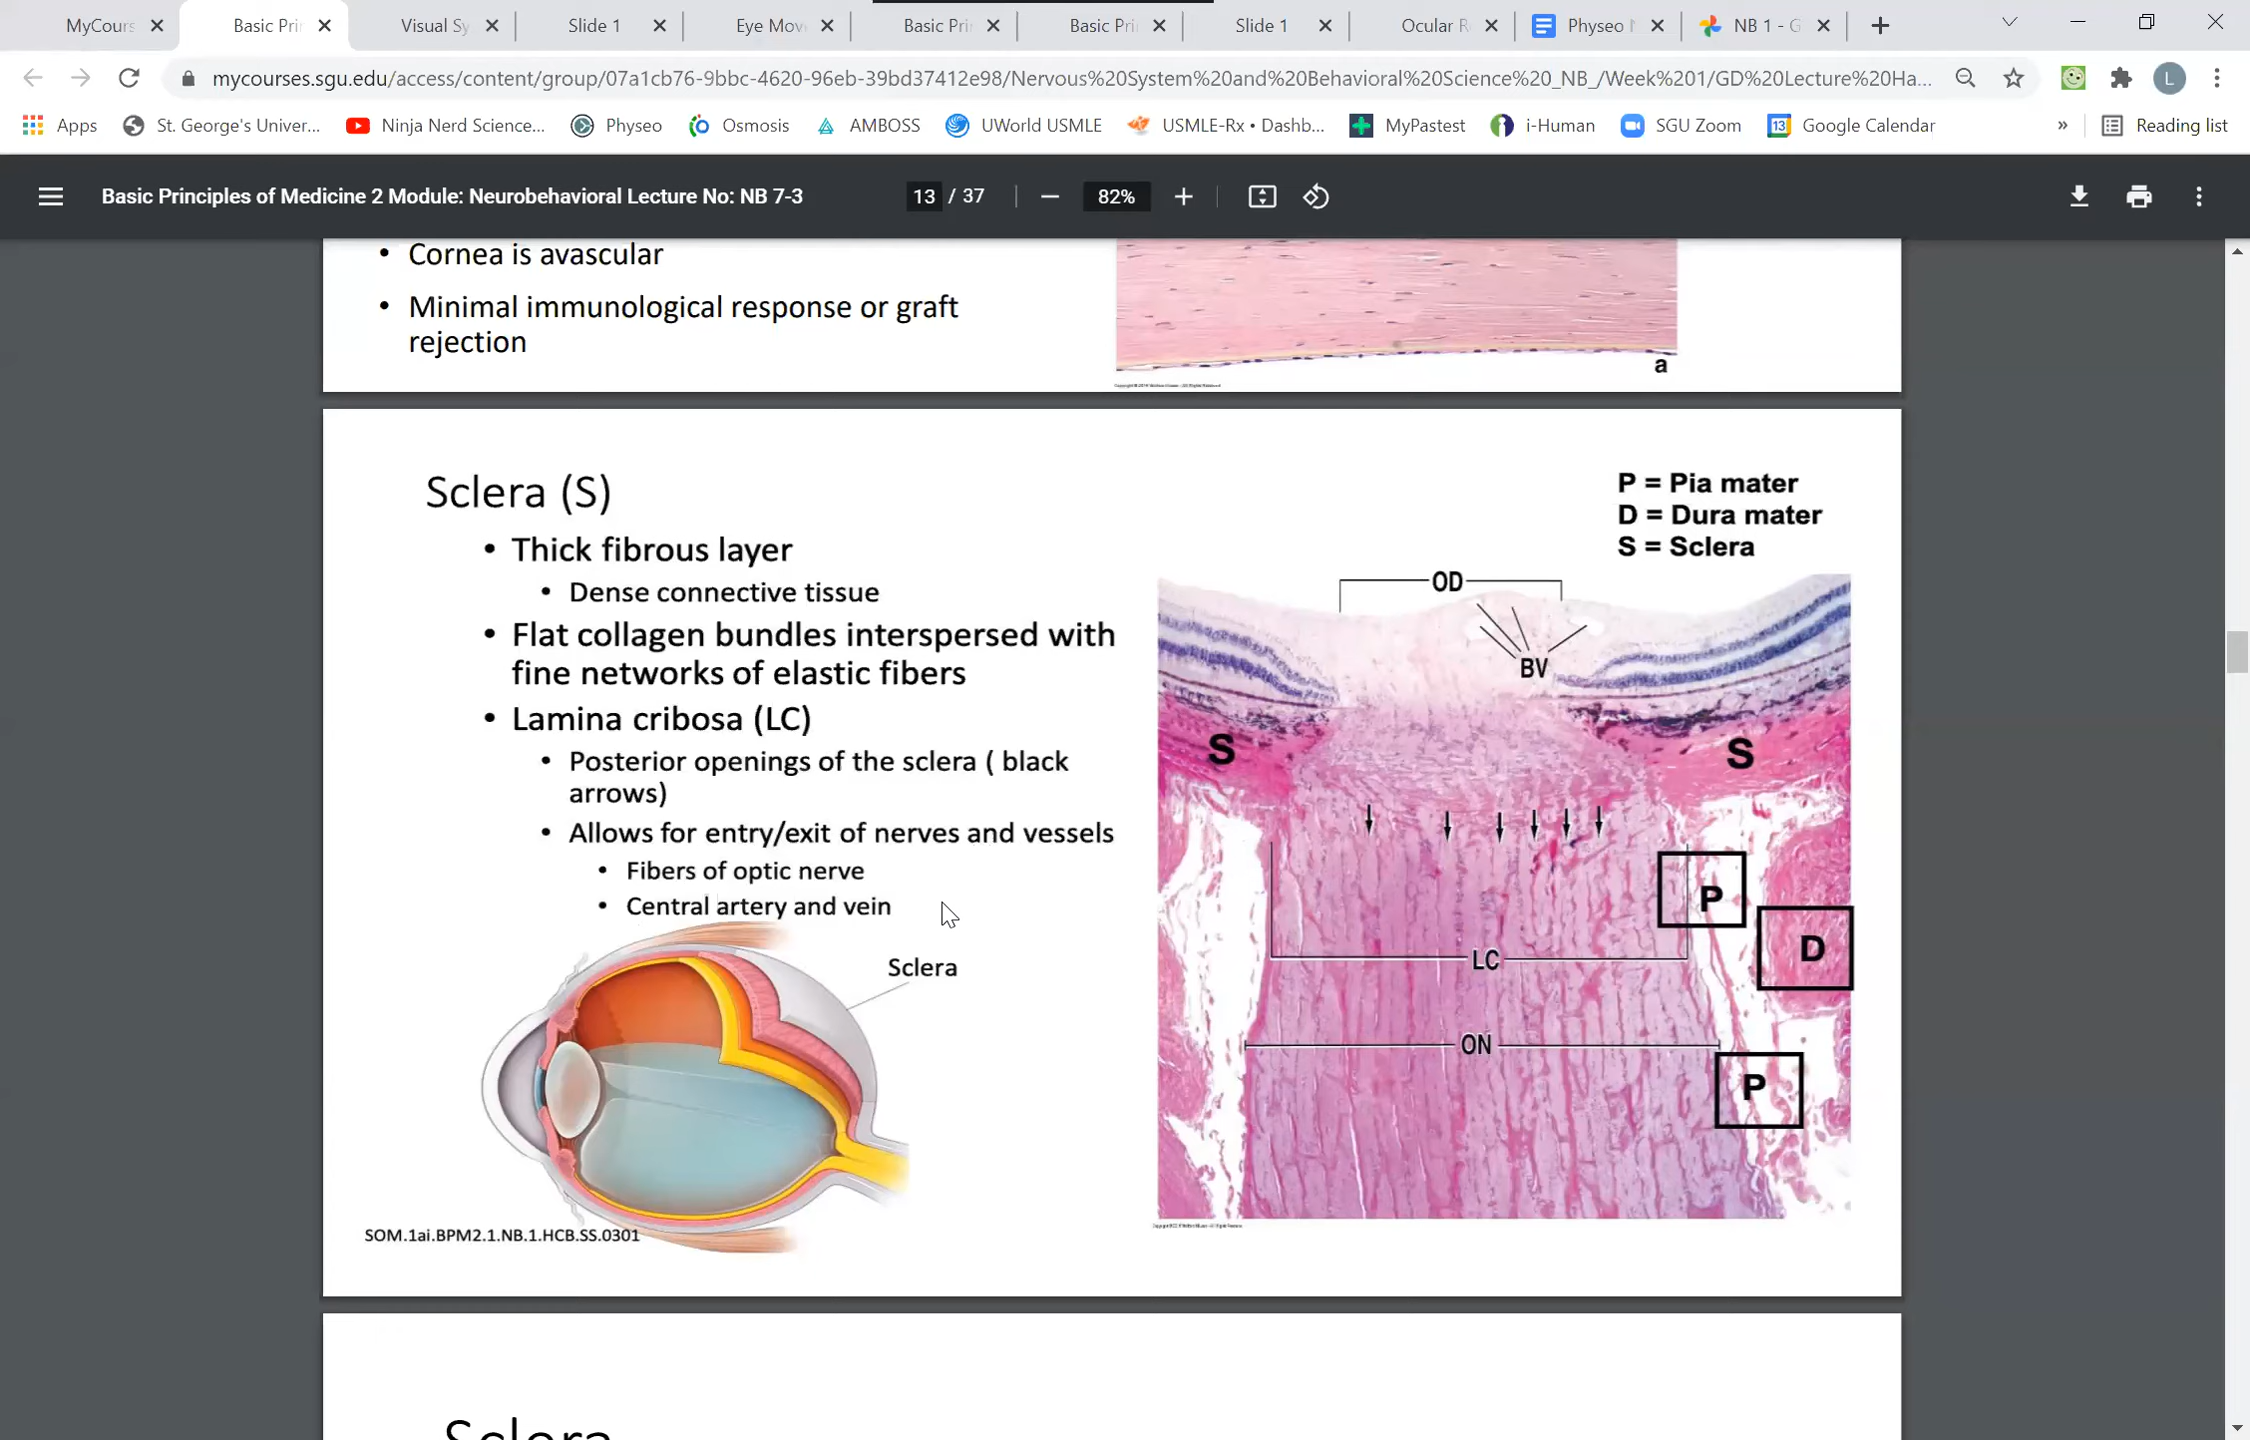 MyCours
Basic Prin
Visual Sy
Slide 1
Eye Mov
Basic Pri
Basic Pri
Slide 1
Ocular R
Physeo N
NB 1 - G
mycourses.sgu.edu/access/content/group/07a1cb76-9bbc-4620-96eb-39bd37412e98/Nervous%20System%20and%20Behavioral%20Science%20_NB_/Week%201/GD%20Lecture%20Ha...
L
Apps
St. George's Univer...
Ninja Nerd Science...
Physeo
Osmosis
AMBOSS
UWorld USMLE
USMLE-Rx • Dashb...
MyPastest
i-Human
SGU Zoom
13
Google Calendar
»
Reading list
Basic Principles of Medicine 2 Module: Neurobehavioral Lecture No: NB 7-3
13 / 37
82%
• Cornea is avascular
• Minimal immunological response or graft
rejection
a
Sclera (S)
• Thick fibrous layer
• Dense connective tissue
• Flat collagen bundles interspersed with
fine networks of elastic fibers
• Lamina cribosa (LC)
• Posterior openings of the sclera ( black
arrows)
• Allows for entry/exit of nerves and vessels
• Fibers of optic nerve
• Central artery and vein
Sclera
SOM.1ai.BPM2.1.NB.1.HCB.SS.0301
P = Pia mater
D = Dura mater
S = Sclera
OD
BV
S
S
P
D
LC
ON
P
Sclera